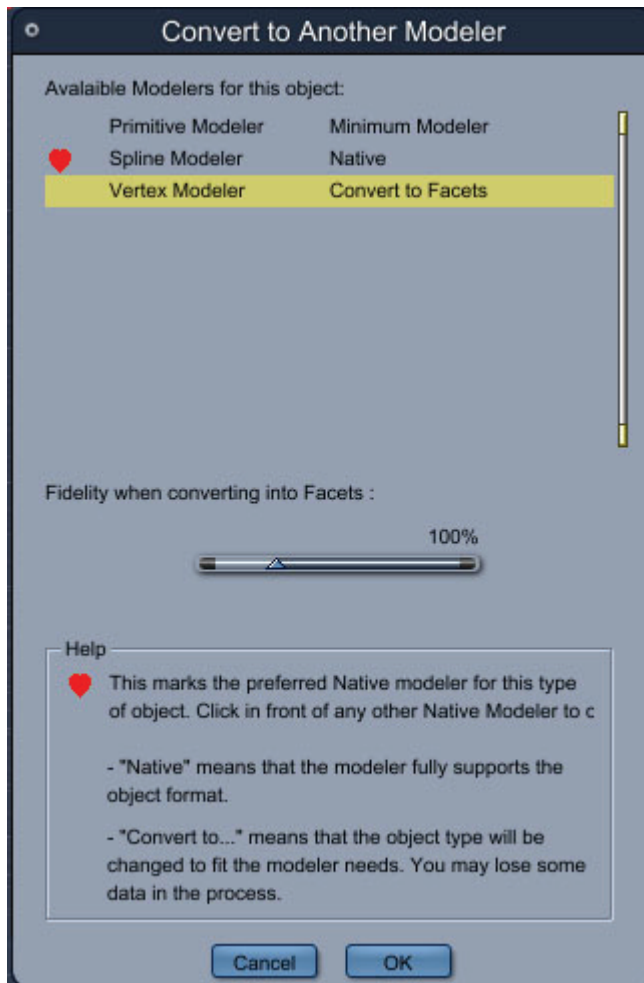 Convert to Another Modeler
Avalaible Modelers for this object:
Primitive Modeler Minimum Modeler
Spline Modeler Native
Vertex Modeler Convert to Facets
Fidelity when converting into Facets :
100%
Help
This marks the preferred Native modeler for this type
of object. Click in front of any other Native Modeler to c
- "Native" means that the modeler fully supports the
object format.
- "Convert to..." means that the object type will be
changed to fit the modeler needs. You may lose some
data in the process.
Cancel OK